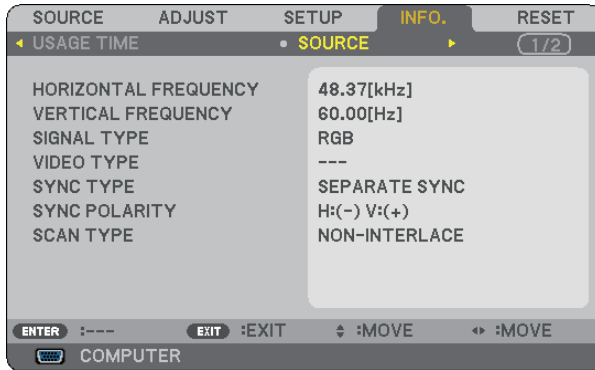 SOURCE ADJUST SETUP INFO. RESET
USAGE TIME SOURCE 1/2
HORIZONTAL FREQUENCY 48.37[kHz]
VERTICAL FREQUENCY 60.00[Hz]
SIGNAL TYPE RGB
VIDEO TYPE ---
SYNC TYPE SEPARATE SYNC
SYNC POLARITY H:(-) V:(+)
SCAN TYPE NON-INTERLACE
ENTER :--- EXIT :EXIT :MOVE :MOVE
COMPUTER